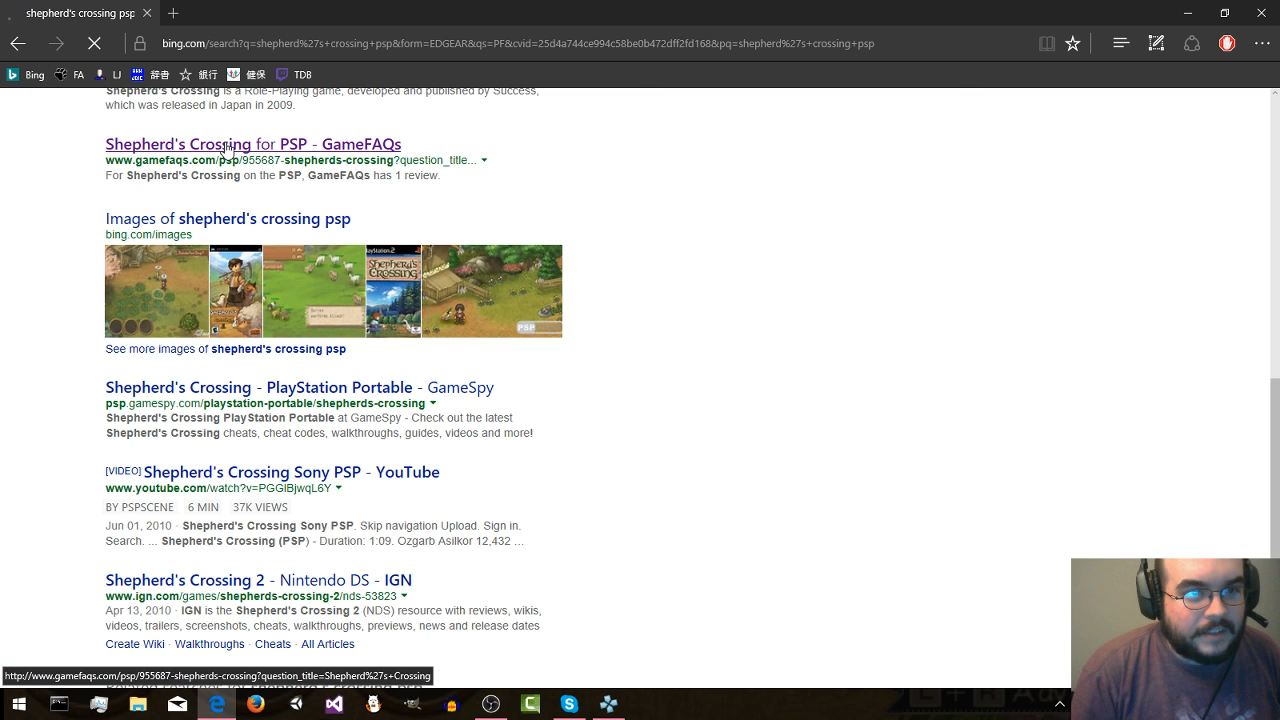 shepherd's crossing psp
bing.com/search?q=shepherd%27s+crossing+psp&form=EDGEAR&qs=PF&cvid=25d4a744ce994c58be0b472dff2fd168&pq=shepherd%27s+crossing+psp
Bing FA LJ 辞書 銀行 健保 TDB
Shepherd's Crossing is a Role-Playing game, developed and published by Success,
which was released in Japan in 2009.
Shepherd's Crossing for PSP - GameFAQs
www.gamefaqs.com/psp/955687-shepherds-crossing?question_title...
For Shepherd's Crossing on the PSP, GameFAQs has 1 review.
Images of shepherd's crossing psp
bing.com/images
SHEPHERD'S
CROSSING
PSP
See more images of shepherd's crossing psp
Shepherd's Crossing - PlayStation Portable - GameSpy
psp.gamespy.com/playstation-portable/shepherds-crossing
Shepherd's Crossing PlayStation Portable at GameSpy - Check out the latest
Shepherd's Crossing cheats, cheat codes, walkthroughs, guides, videos and more!
[VIDEO] Shepherd's Crossing Sony PSP - YouTube
www.youtube.com/watch?v=PGGlBjwqL6Y
BY PSPSCENE 6 MIN 37K VIEWS
Jun 01, 2010 · Shepherd's Crossing Sony PSP. Skip navigation Upload. Sign in.
Search. ... Shepherd's Crossing (PSP) - Duration: 1:09. Ozgarb Asilkor 12,432 ...
Shepherd's Crossing 2 - Nintendo DS - IGN
www.ign.com/games/shepherds-crossing-2/nds-53823
Apr 13, 2010 · IGN is the Shepherd's Crossing 2 (NDS) resource with reviews, wikis,
videos, trailers, screenshots, cheats, walkthroughs, previews, news and release dates
Create Wiki · Walkthroughs · Cheats · All Articles
http://www.gamefaqs.com/psp/955687-shepherds-crossing?question_title=Shepherd%27s+Crossing